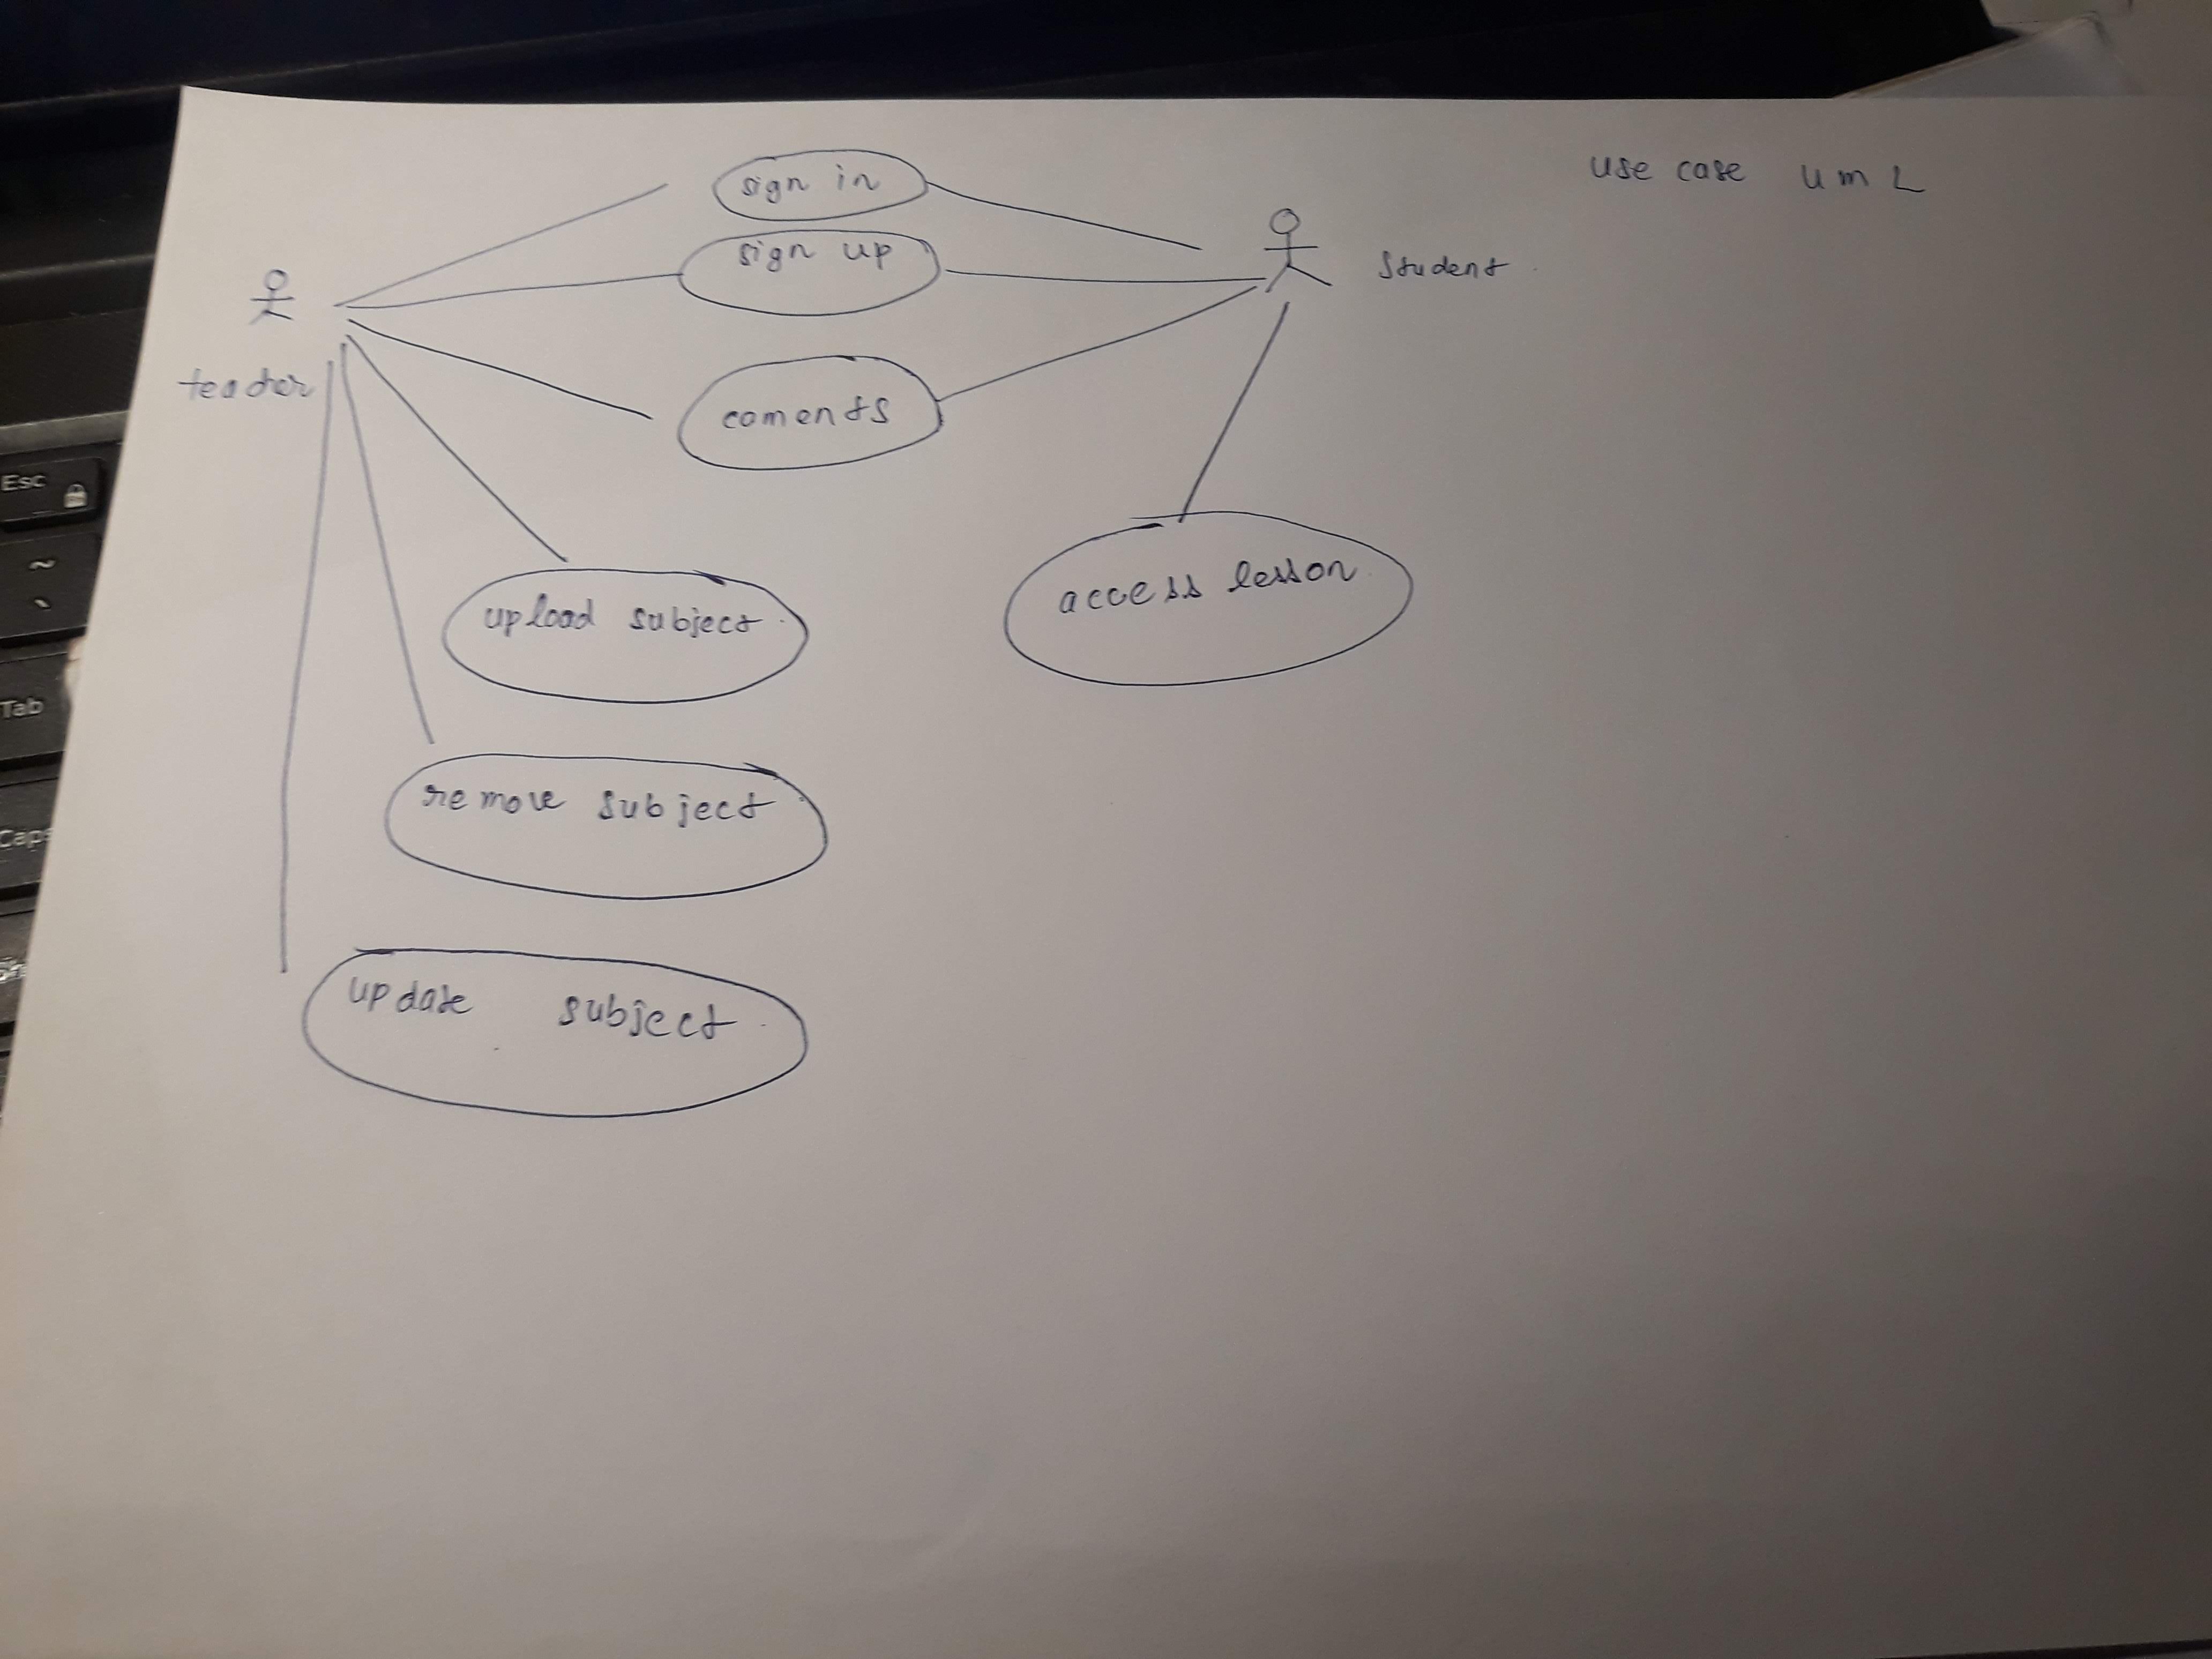 use case UML
sign in
sign up
Student
teacher
coments
access lesson
upload subject
remove subject
update subject
Esc
~
`
Tab
Caps